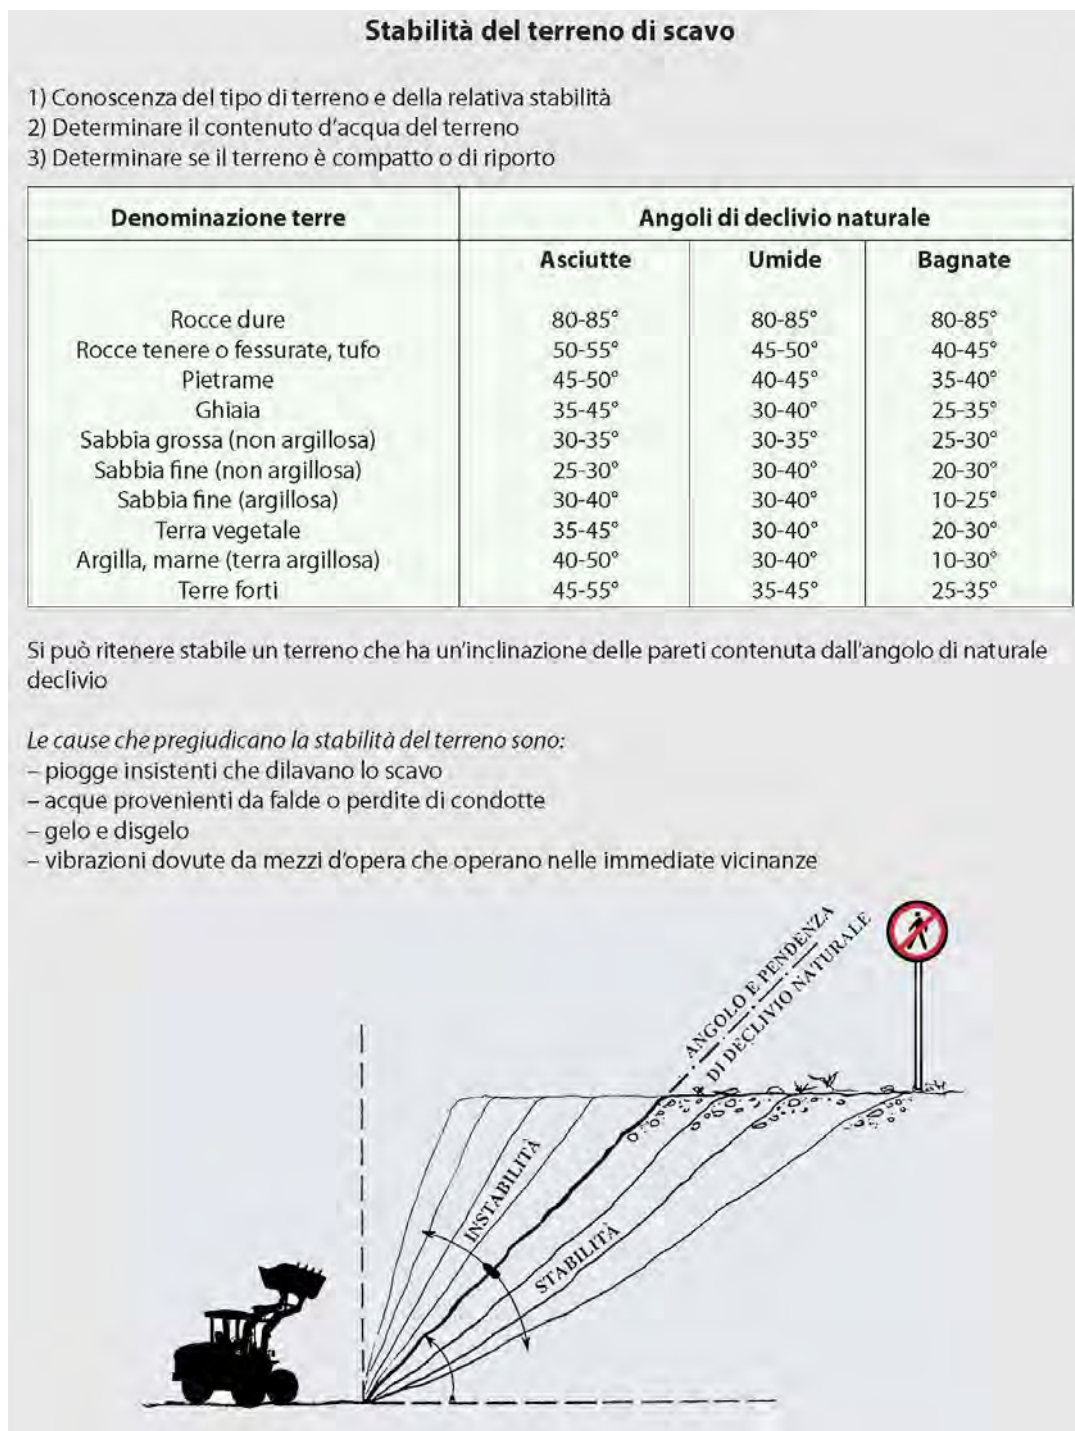 Stabilità del terreno di scavo
1) Conoscenza del tipo di terreno e della relativa stabilità
2) Determinare il contenuto d'acqua del terreno
3) Determinare se il terreno è compatto o di riporto
Denominazione terre Angoli di declivio naturale
Asciutte Umide Bagnate
Rocce dure 80-85° 80-85° 80-85°
Rocce tenere o fessurate, tufo 50-55° 45-50° 40-45°
Pietrame 45-50° 40-45° 35-40°
Ghiaia 35-45° 30-40° 25-35°
Sabbia grossa (non argillosa) 30-35° 30-35° 25-30°
Sabbia fine (non argillosa) 25-30° 30-40° 20-30°
Sabbia fine (argillosa) 30-40° 30-40° 10-25°
Terra vegetale 35-45° 30-40° 20-30°
Argilla, marne (terra argillosa) 40-50° 30-40° 10-30°
Terre forti 45-55° 35-45° 25-35°
Si può ritenere stabile un terreno che ha un'inclinazione delle pareti contenuta dall'angolo di naturale
declivio
Le cause che pregiudicano la stabilità del terreno sono:
– piogge insistenti che dilavano lo scavo
– acque provenienti da falde o perdite di condotte
– gelo e disgelo
– vibrazioni dovute da mezzi d'opera che operano nelle immediate vicinanze
ANGOLO E PENDENZA
DI DECLIVIO NATURALE
INSTABILITÀ
STABILITÀ